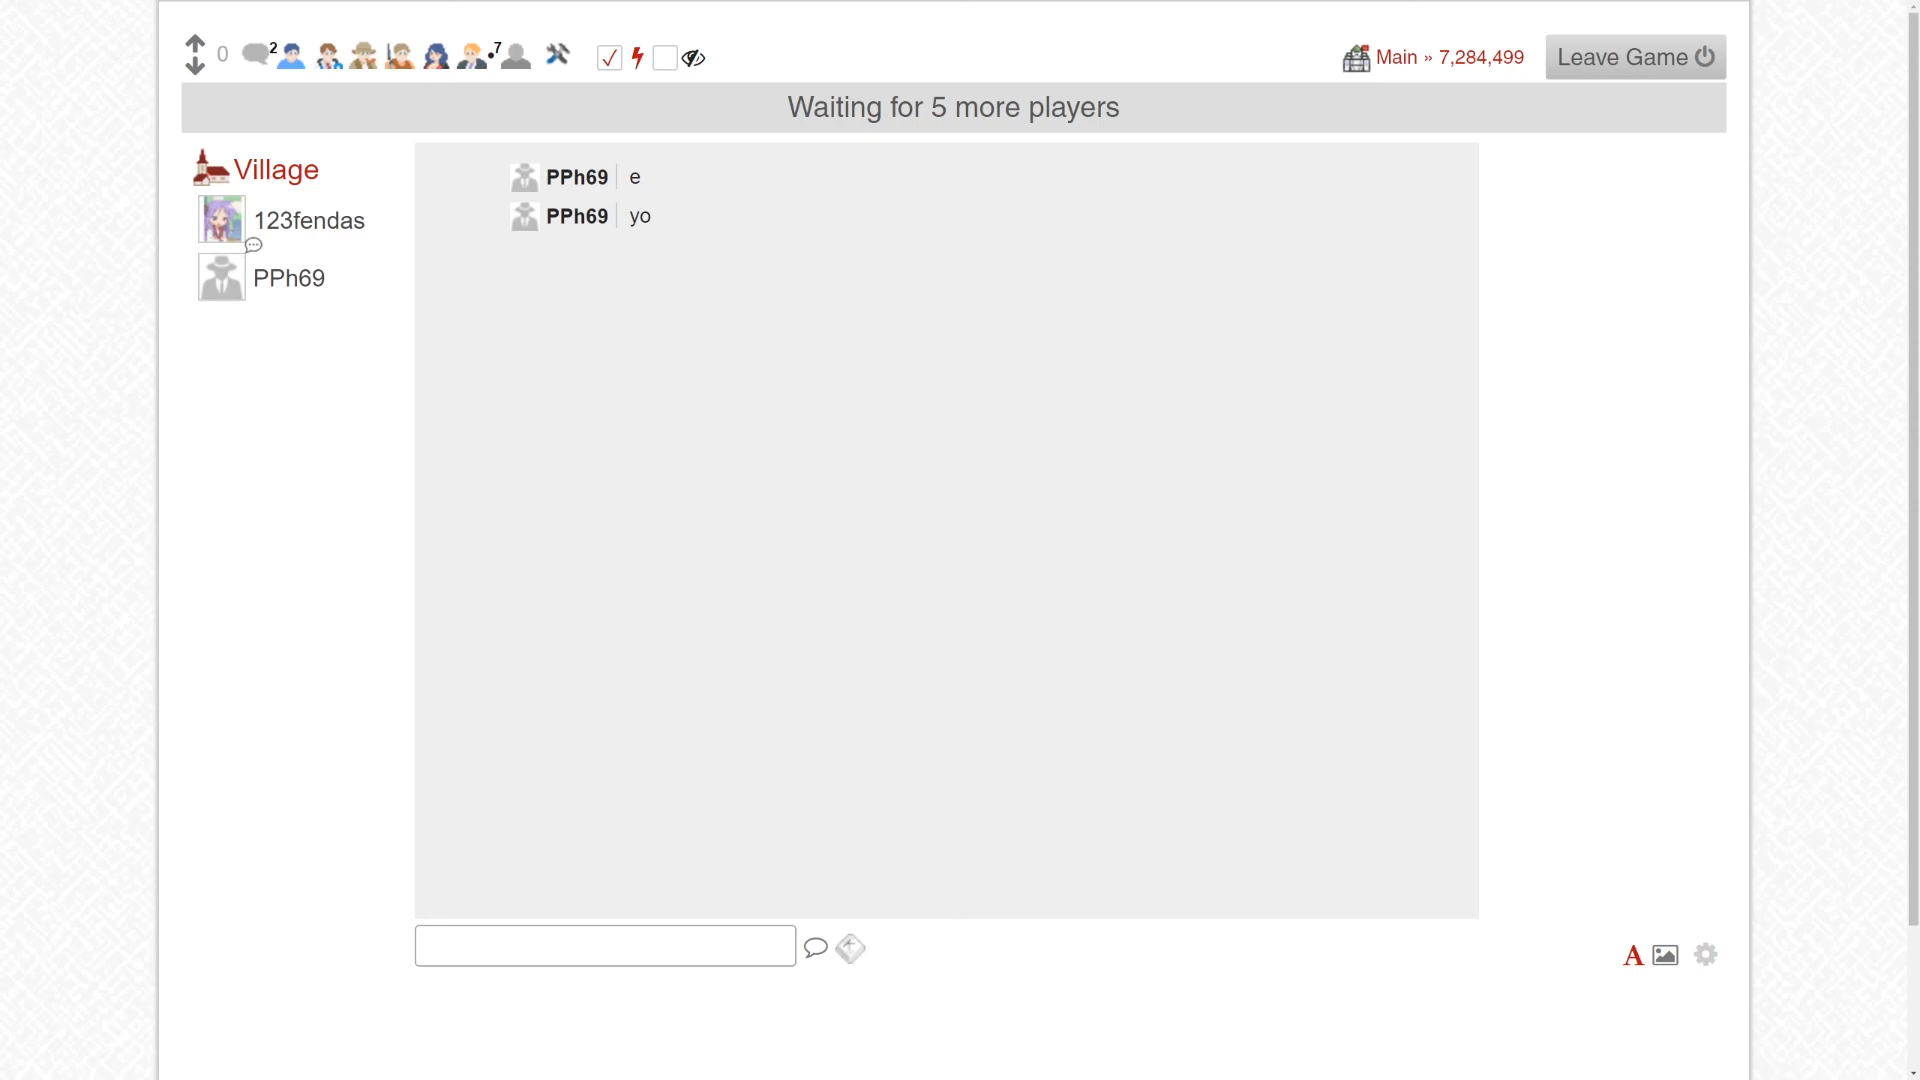 0 2 7 Main » 7,284,499 Leave Game
Waiting for 5 more players
Village
123fendas
PPh69
PPh69 e
PPh69 yo
A